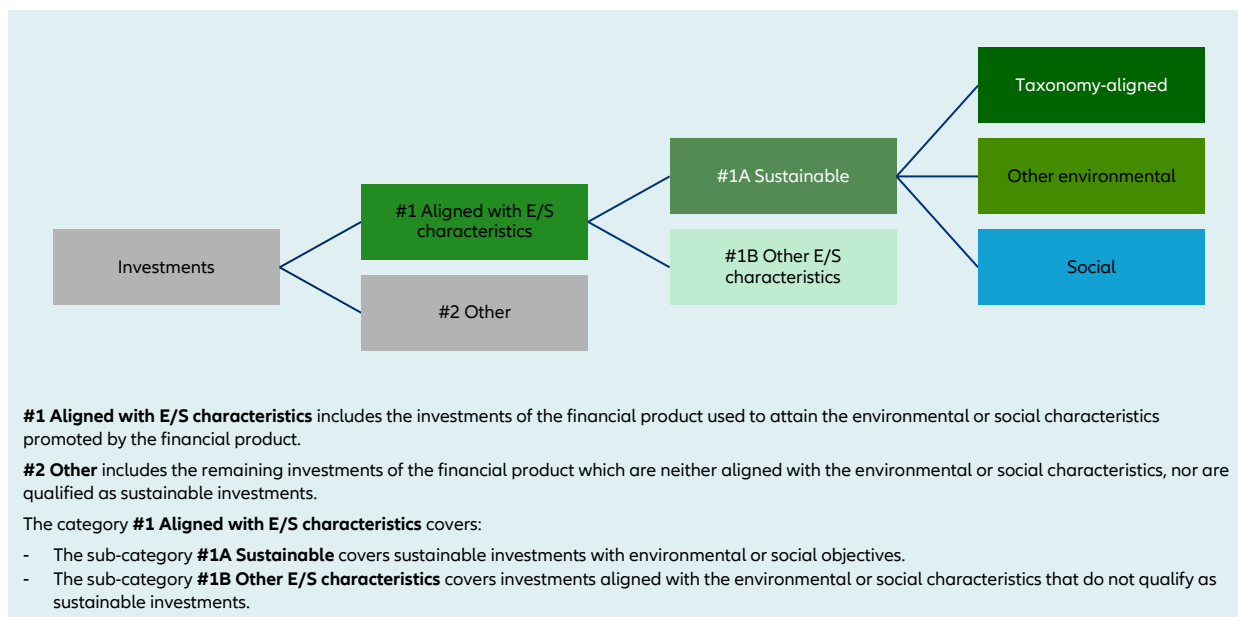 Taxonomy-aligned
#1A Sustainable
Other environmental
#1 Aligned with E/S
characteristics
Investments
#1B Other E/S
characteristics
Social
#2 Other
#1 Aligned with E/S characteristics includes the investments of the financial product used to attain the environmental or social characteristics
promoted by the financial product.
#2 Other includes the remaining investments of the financial product which are neither aligned with the environmental or social characteristics, nor are
qualified as sustainable investments.
The category #1 Aligned with E/S characteristics covers:
- The sub-category #1A Sustainable covers sustainable investments with environmental or social objectives.
- The sub-category #1B Other E/S characteristics covers investments aligned with the environmental or social characteristics that do not qualify as
sustainable investments.